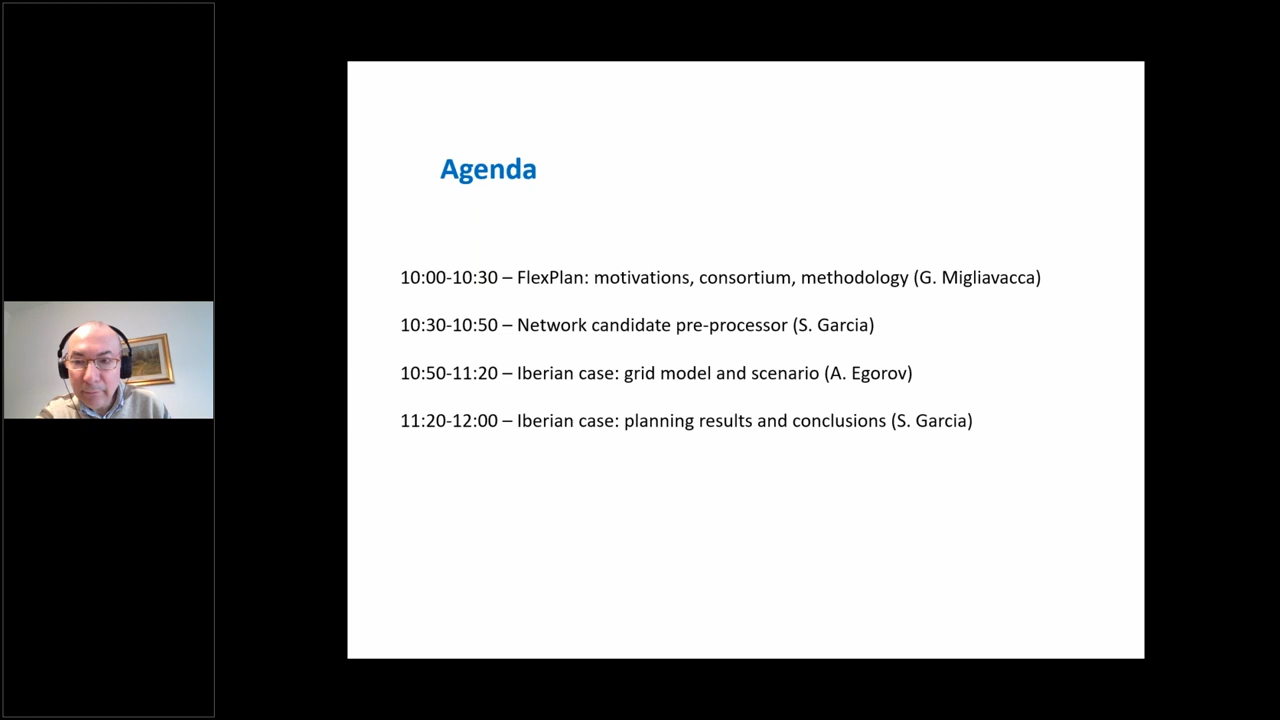 Agenda
10:00-10:30 – FlexPlan: motivations, consortium, methodology (G. Migliavacca)
10:30-10:50 – Network candidate pre-processor (S. Garcia)
10:50-11:20 – Iberian case: grid model and scenario (A. Egorov)
11:20-12:00 – Iberian case: planning results and conclusions (S. Garcia)